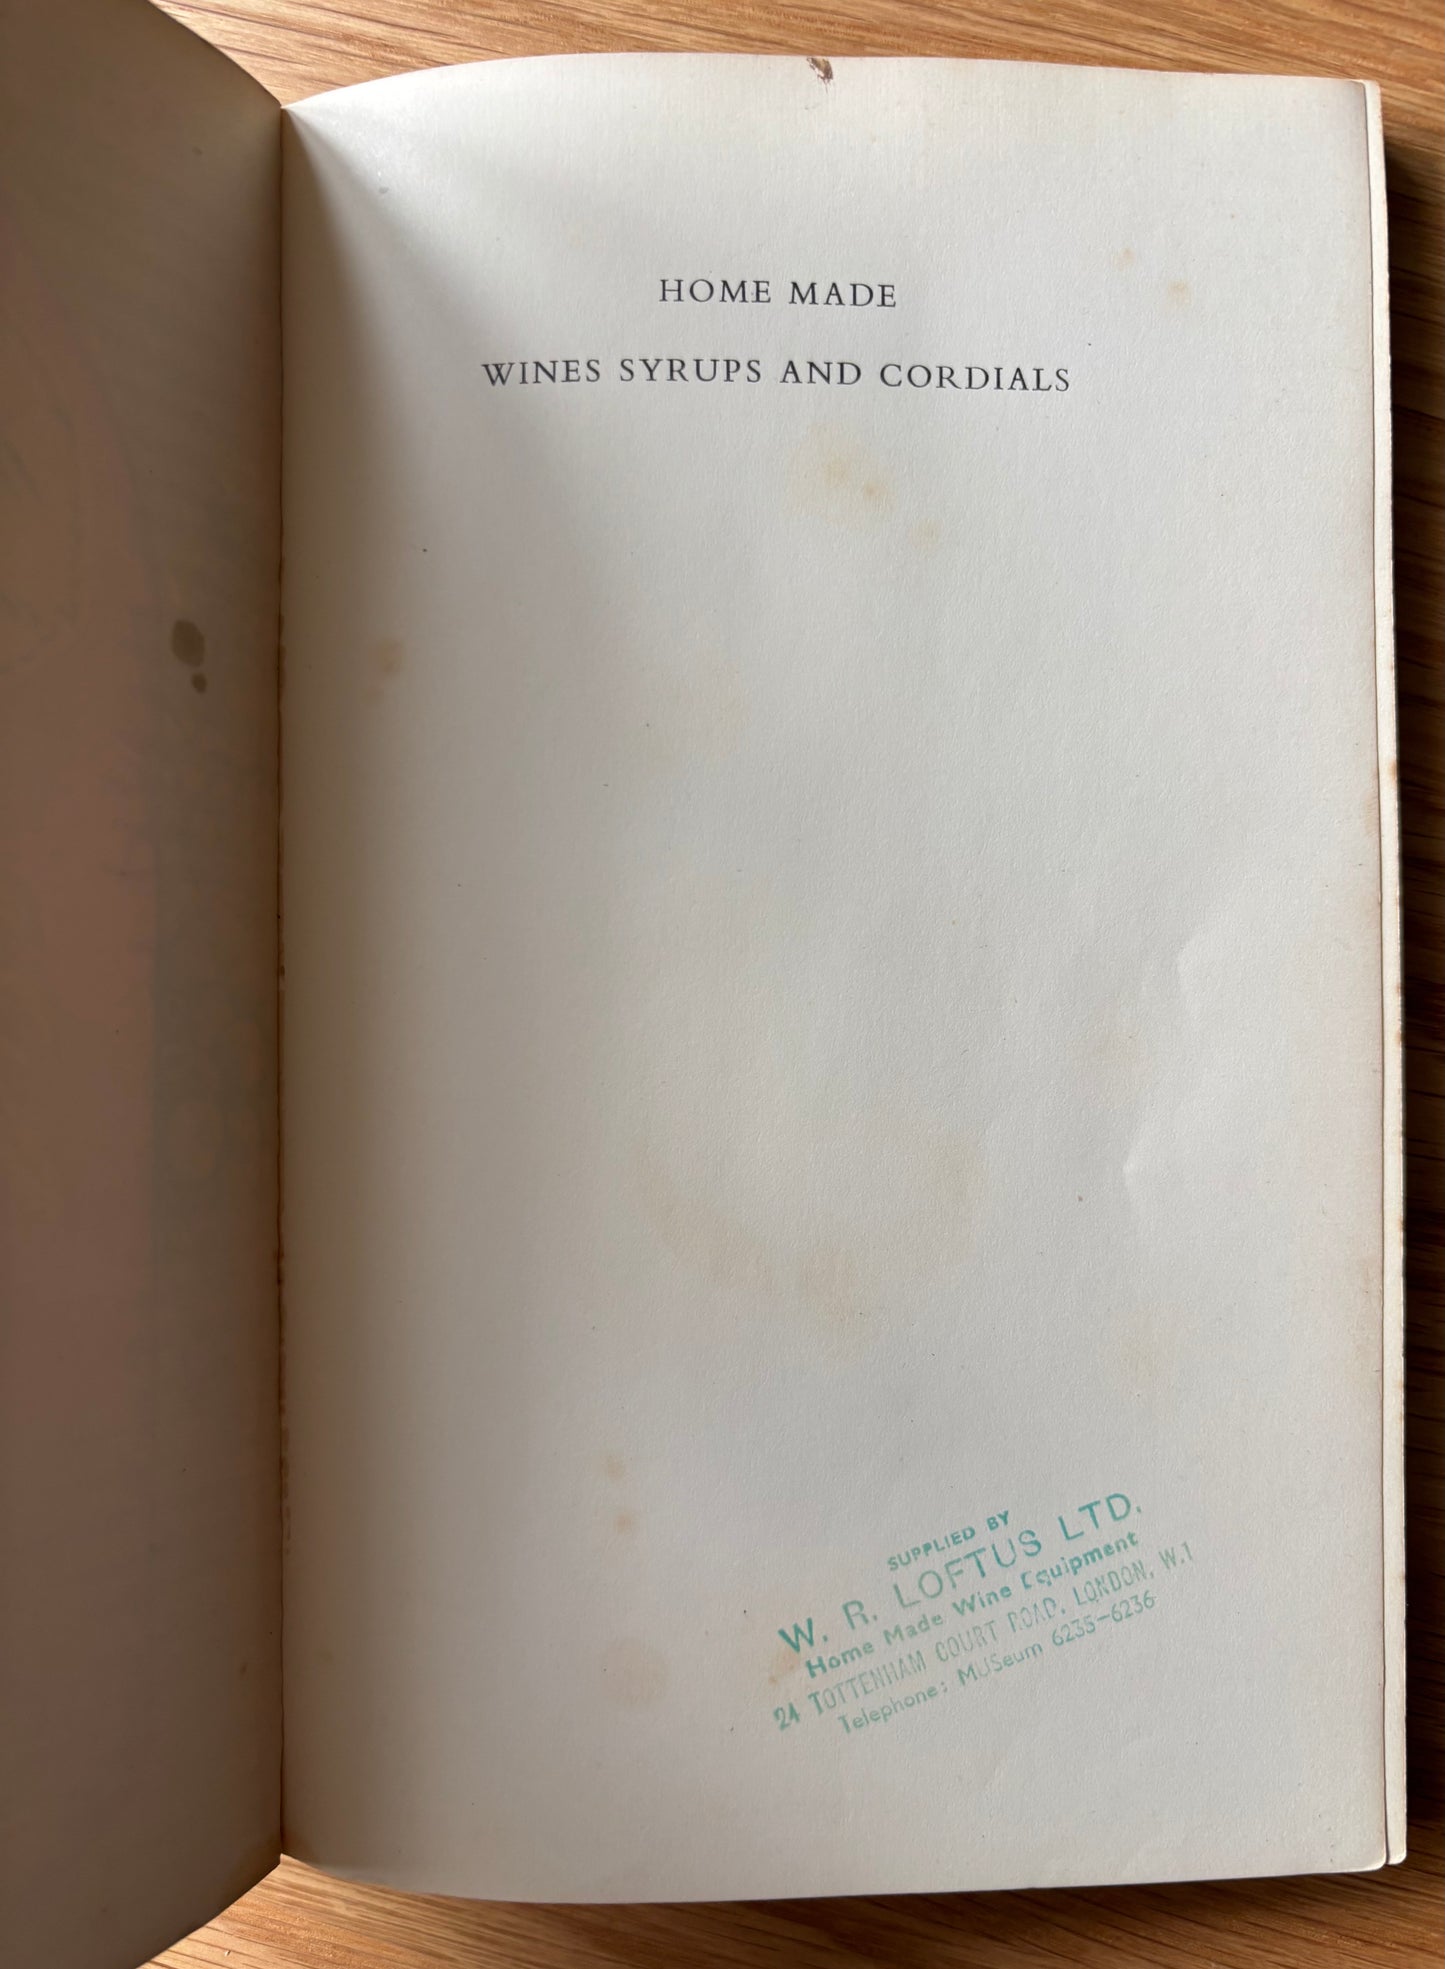 HOME MADE
WINES SYRUPS AND CORDIALS
SUPPLIED BY
W. R. LOFTUS LTD.
Home Made Wine Equipment
24 TOTTENHAM COURT ROAD, LONDON, W.1
Telephone: MUSeum 6235-6236